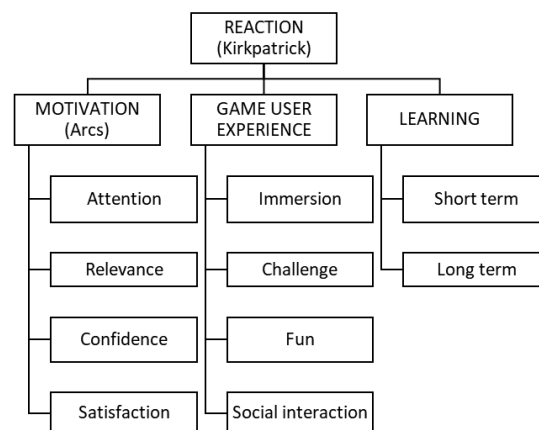 REACTION
(Kirkpatrick)
MOTIVATION
(Arcs)
GAME USER
EXPERIENCE
LEARNING
Attention
Immersion
Short term
Relevance
Challenge
Long term
Confidence
Fun
Satisfaction
Social interaction